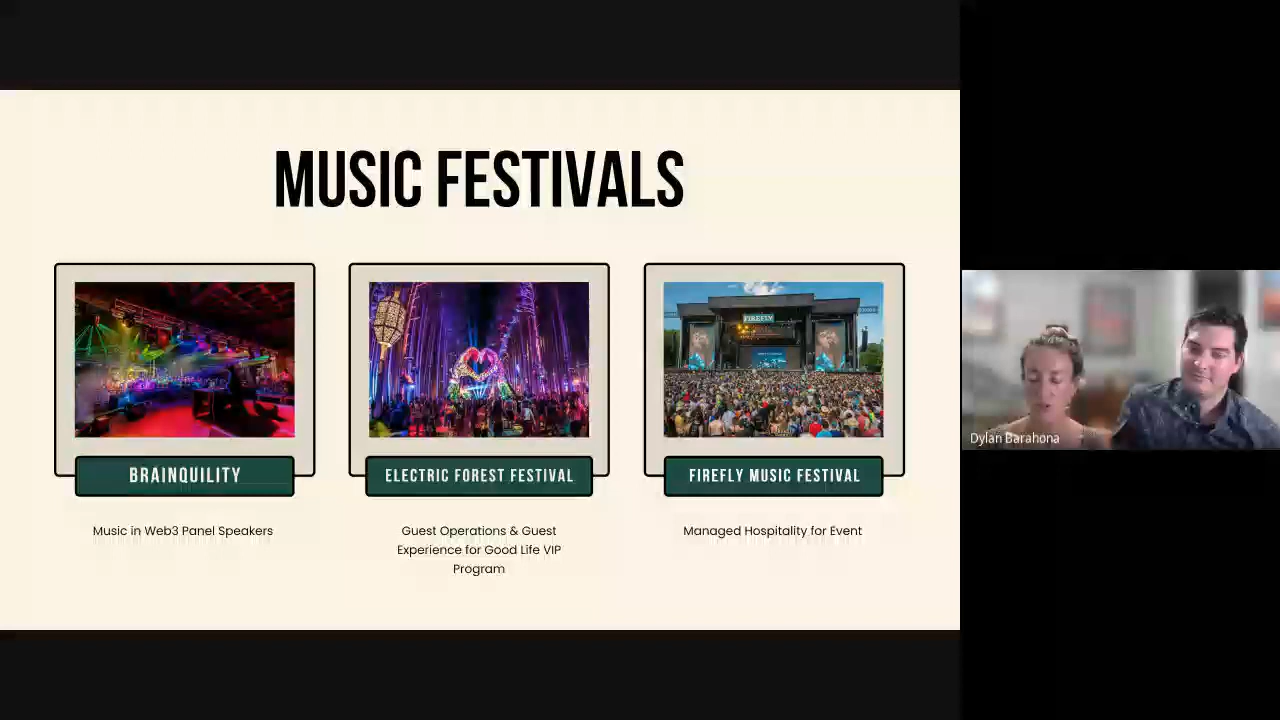 MUSIC FESTIVALS
FIREFLY
BRAINQUILITY
ELECTRIC FOREST FESTIVAL
FIREFLY MUSIC FESTIVAL
Music in Web3 Panel Speakers
Guest Operations & Guest
Experience for Good Life VIP
Program
Managed Hospitality for Event
Dylan Barahona